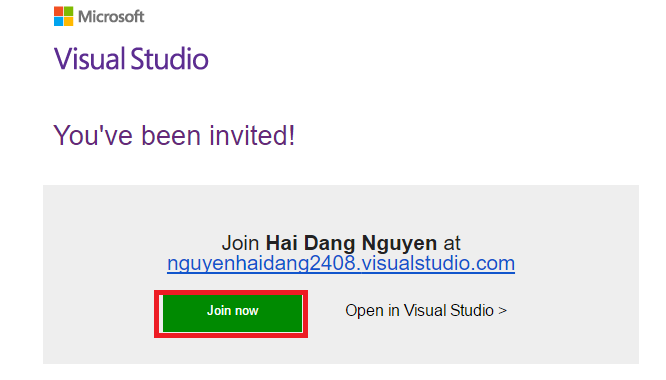 Microsoft
Visual Studio
You've been invited!
Join Hai Dang Nguyen at
nguyenhaidang2408.visualstudio.com
Join now
Open in Visual Studio >